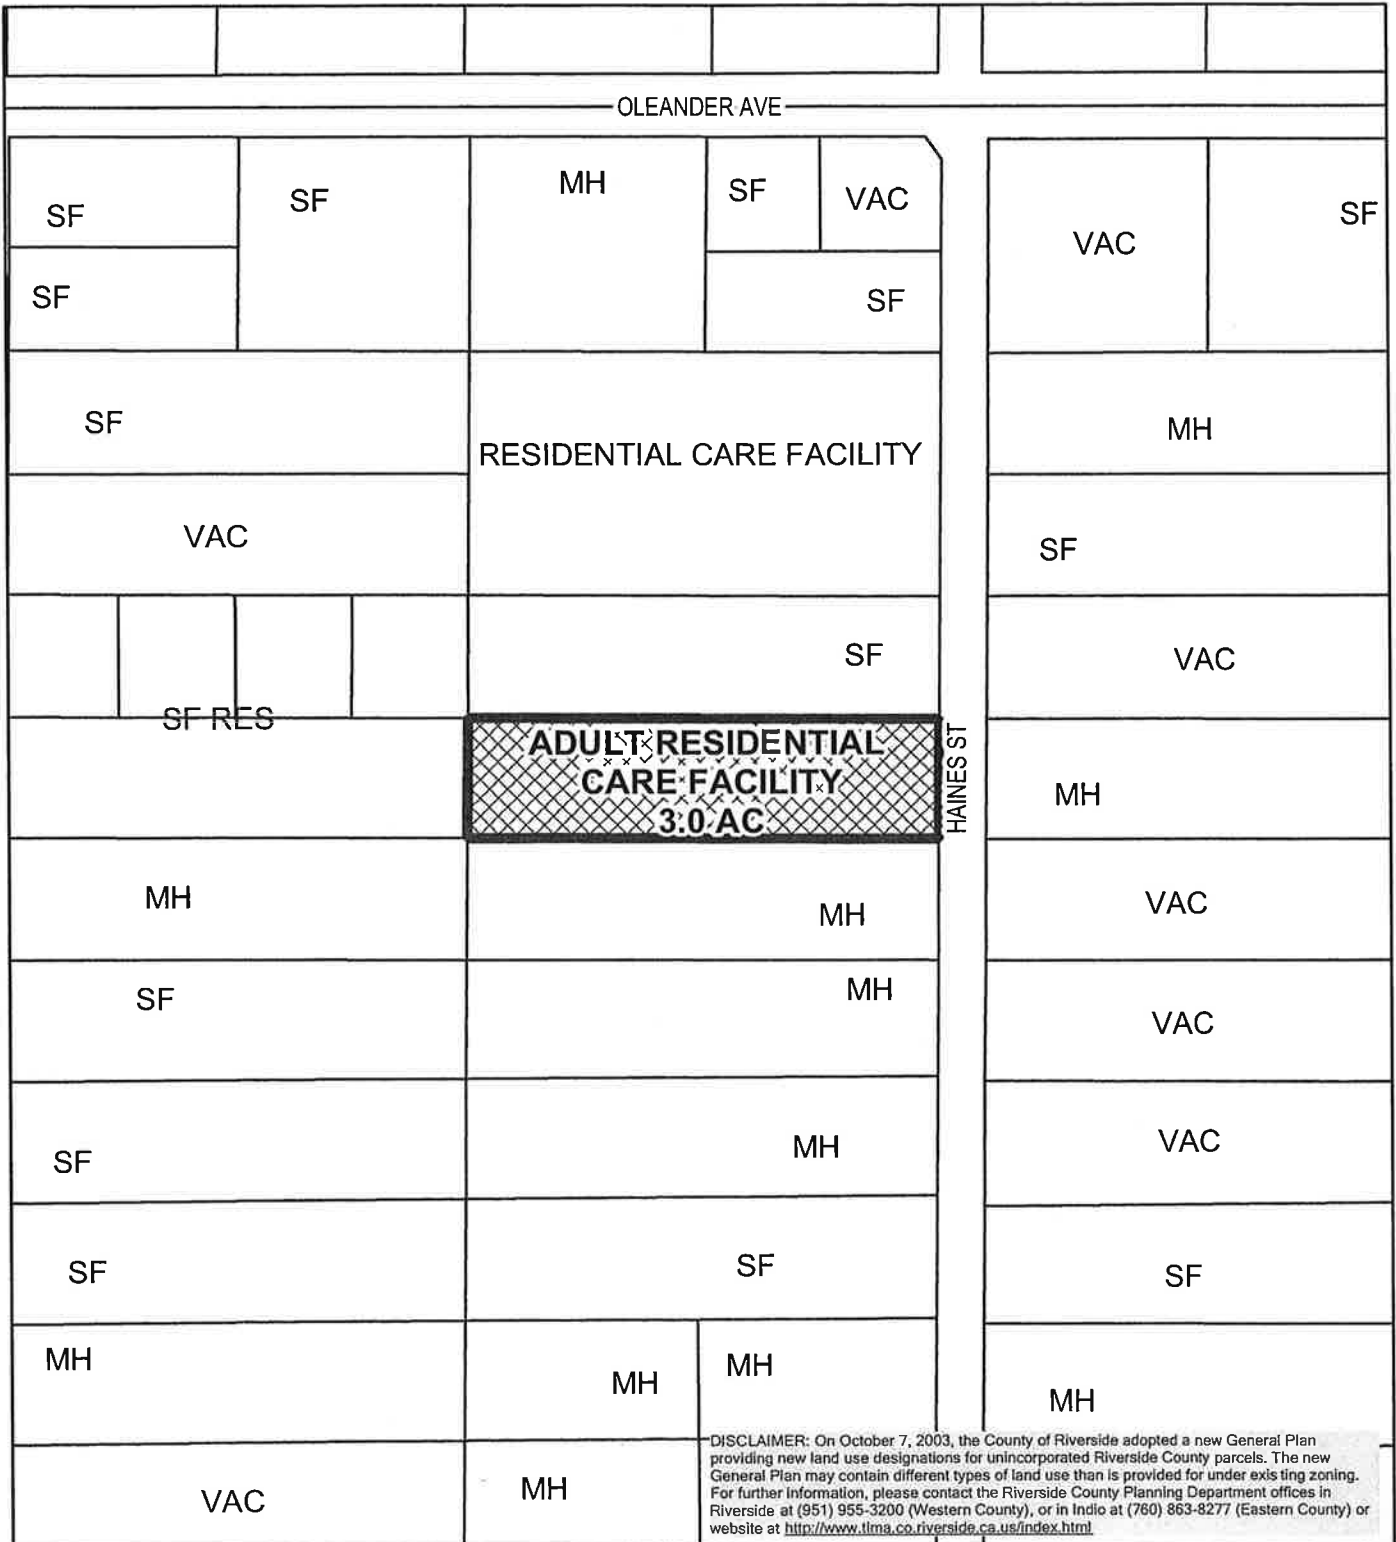 OLEANDER AVE
SF
SF
MH
SF
VAC
VAC
SF
SF
SF
SF
RESIDENTIAL CARE FACILITY
MH
VAC
SF
SF
VAC
SF RES
ADULT RESIDENTIAL
CARE FACILITY
3.0 AC
HAINES ST
MH
MH
MH
VAC
SF
MH
VAC
SF
MH
VAC
SF
SF
SF
MH
MH
MH
MH
VAC
MH
DISCLAIMER: On October 7, 2003, the County of Riverside adopted a new General Plan
providing new land use designations for unincorporated Riverside County parcels. The new
General Plan may contain different types of land use than is provided for under existing zoning.
For further information, please contact the Riverside County Planning Department offices in
Riverside at (951) 955-3200 (Western County), or in Indio at (760) 863-8277 (Eastern County) or
website at http://www.tlma.co.riverside.ca.us/index.html